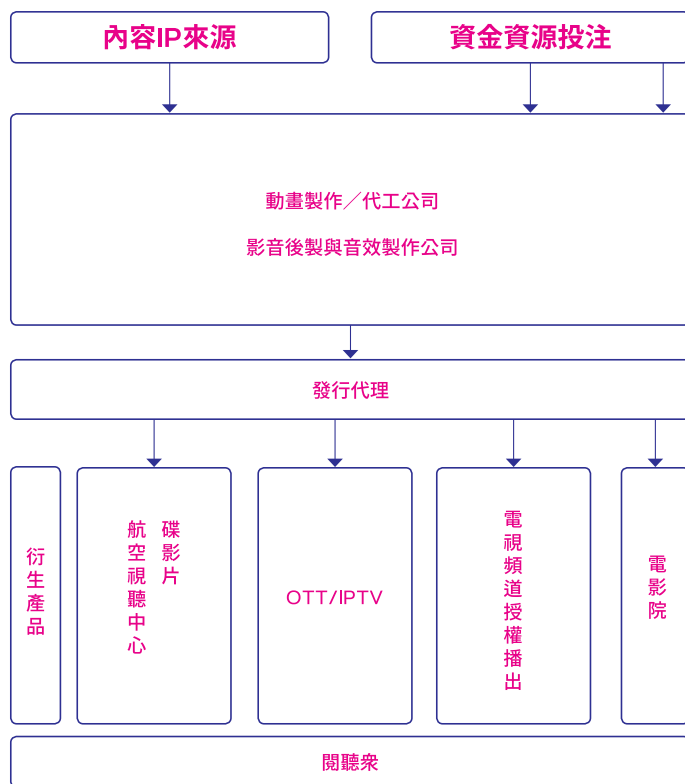 內容IP來源
資金資源投注
動畫製作／代工公司
影音後製與音效製作公司
發行代理
衍生產品
碟影片
航空視聽中心
OTT/IPTV
電視頻道授權播出
電影院
閱聽衆